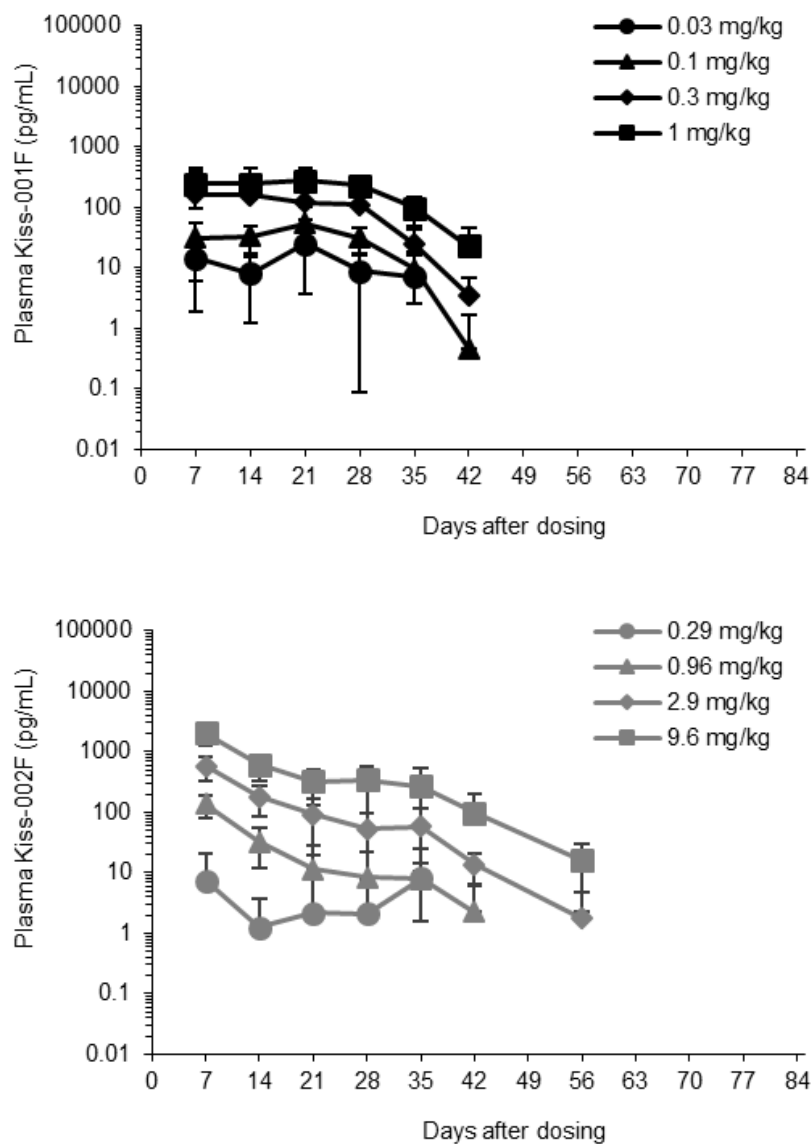 100000
10000
1000
100
10
1
0.1
0.01
Plasma Kiss-001F (pg/mL)
0.03 mg/kg
0.1 mg/kg
0.3 mg/kg
1 mg/kg
0 7 14 21 28 35 42 49 56 63 70 77 84
Days after dosing
100000
10000
1000
100
10
1
0.1
0.01
Plasma Kiss-002F (pg/mL)
0.29 mg/kg
0.96 mg/kg
2.9 mg/kg
9.6 mg/kg
0 7 14 21 28 35 42 49 56 63 70 77 84
Days after dosing